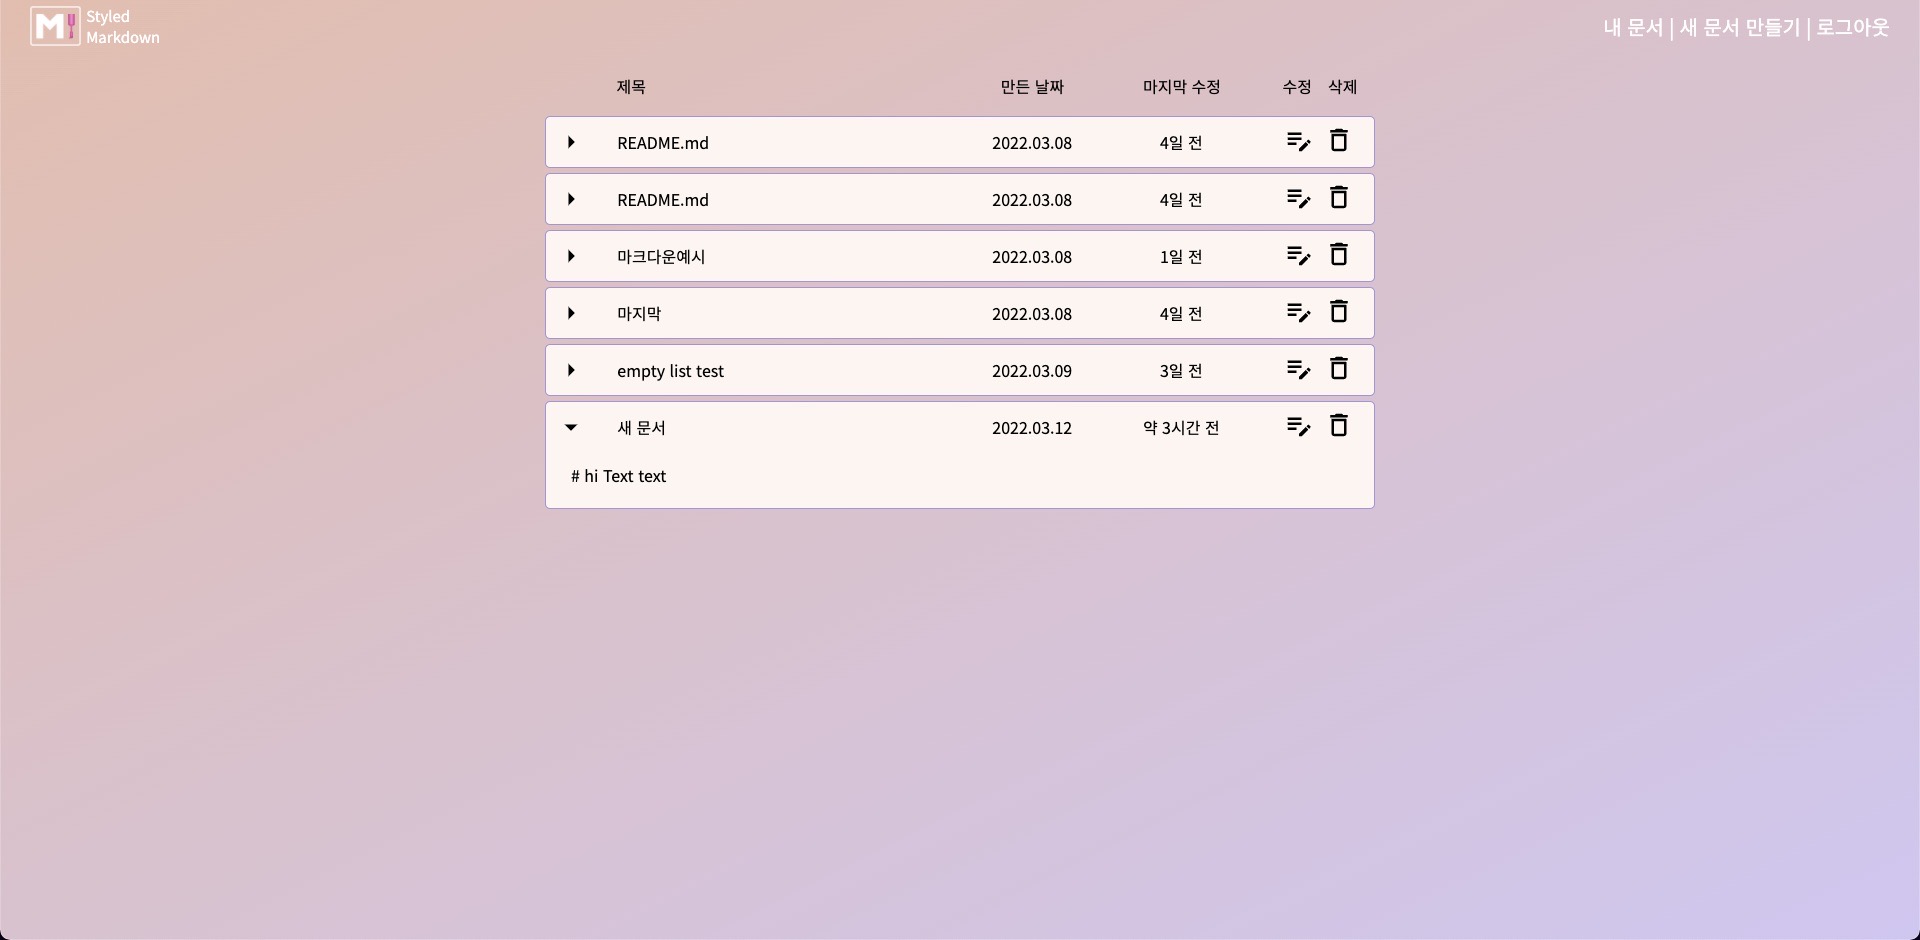 M Styled
Markdown
내 문서 | 새 문서 만들기 | 로그아웃
제목 만든 날짜 마지막 수정 수정 삭제
README.md 2022.03.08 4일 전
README.md 2022.03.08 4일 전
마크다운예시 2022.03.08 1일 전
마지막 2022.03.08 4일 전
empty list test 2022.03.09 3일 전
새 문서 2022.03.12 약 3시간 전
# hi Text text